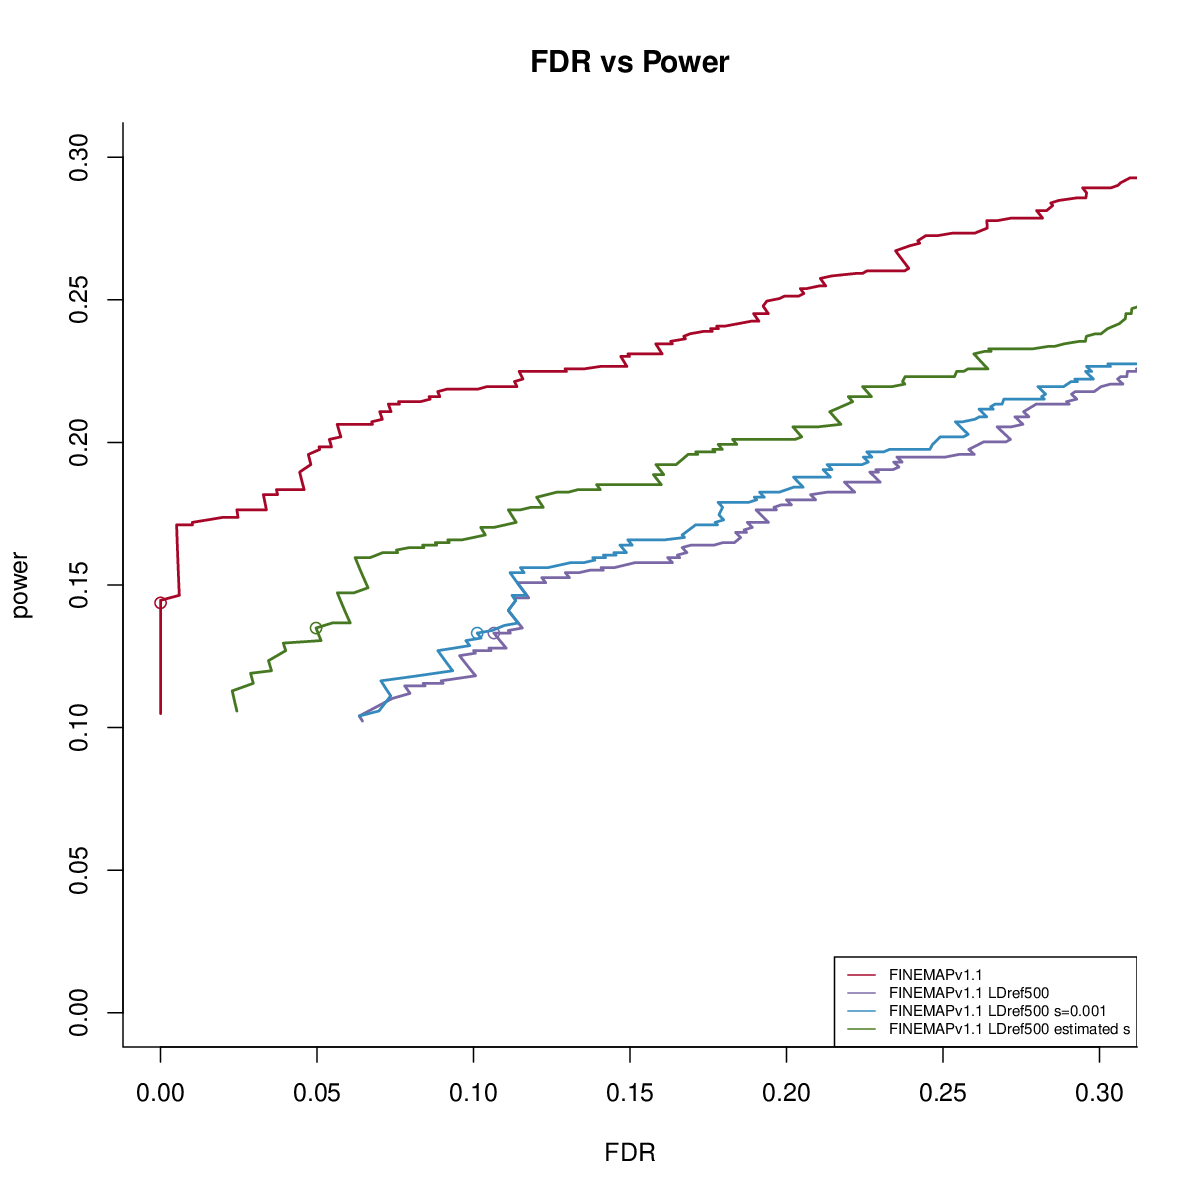 FDR vs Power
power
0.30
0.25
0.20
0.15
0.10
0.05
0.00
FINEMAPv1.1
FINEMAPv1.1 LDref500
FINEMAPv1.1 LDref500 s=0.001
FINEMAPv1.1 LDref500 estimated s
0.00 0.05 0.10 0.15 0.20 0.25 0.30
FDR